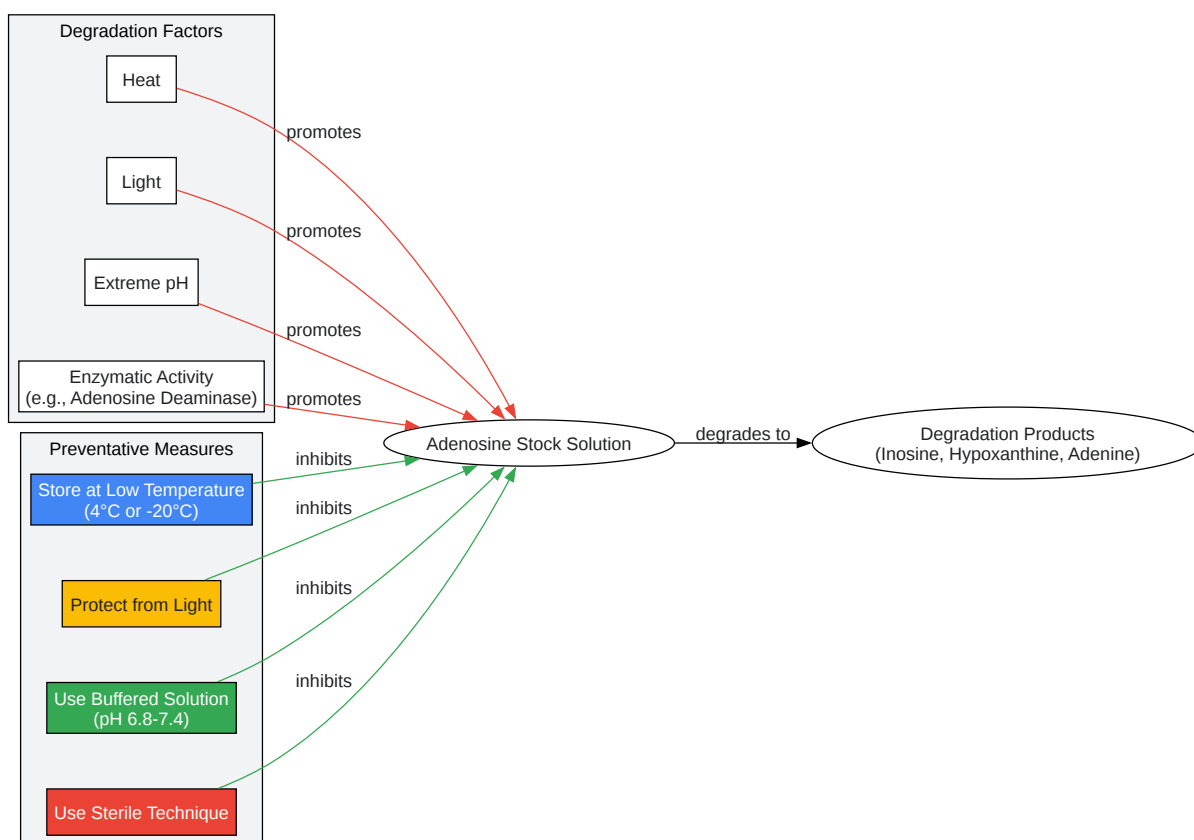 Degradation Factors
Heat
promotes
Light
promotes
Extreme pH
promotes
Enzymatic Activity
(e.g., Adenosine Deaminase)
promotes
Preventative Measures
Store at Low Temperature
(4°C or -20°C)
inhibits
Protect from Light
inhibits
Use Buffered Solution
(pH 6.8-7.4)
inhibits
Use Sterile Technique
inhibits
Adenosine Stock Solution
degrades to
Degradation Products
(Inosine, Hypoxanthine, Adenine)